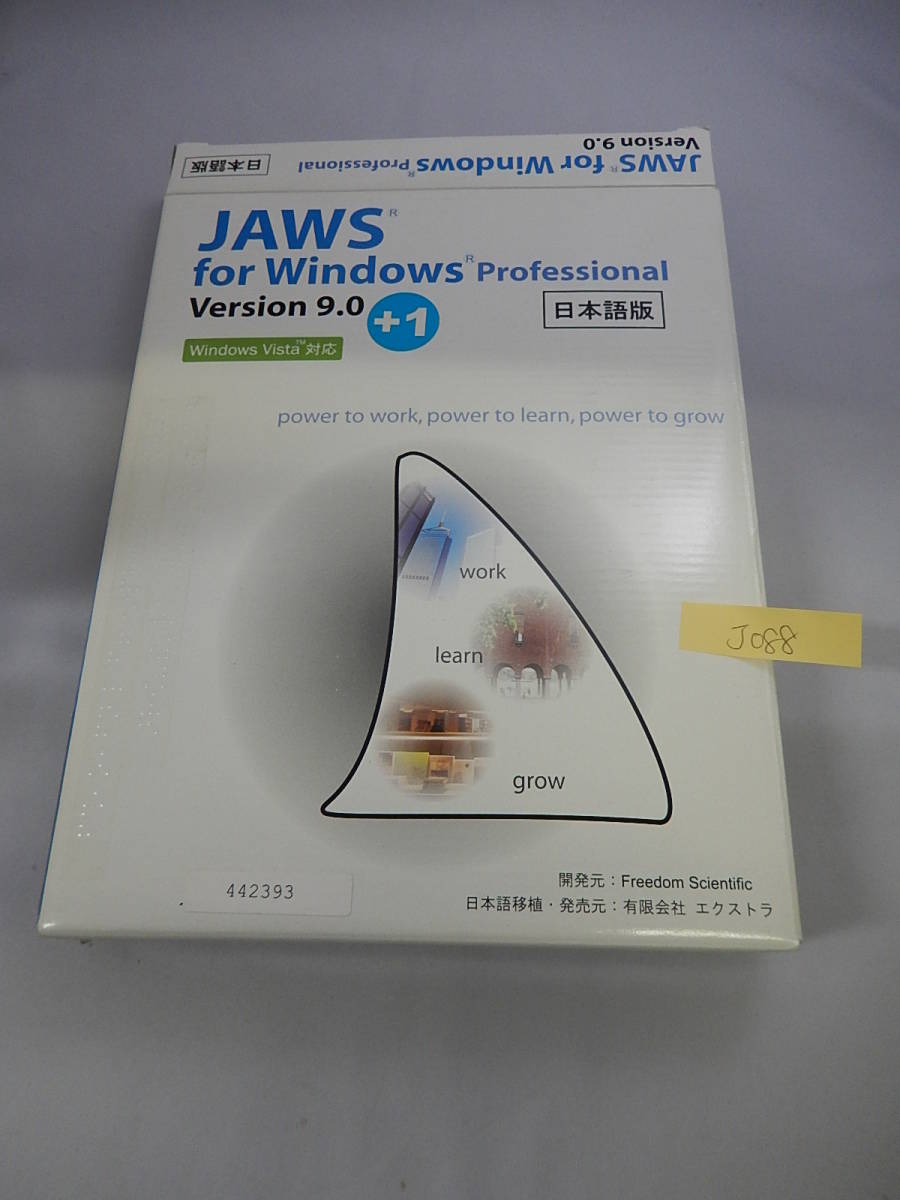 JAWS® for Windows® Professional 日本語版
Version 9.0
JAWS®
for Windows® Professional
Version 9.0 +1
日本語版
Windows Vista™ 対応
power to work, power to learn, power to grow
work
learn
grow
J088
442393
開発元：Freedom Scientific
日本語移植・発売元：有限会社 エクストラ